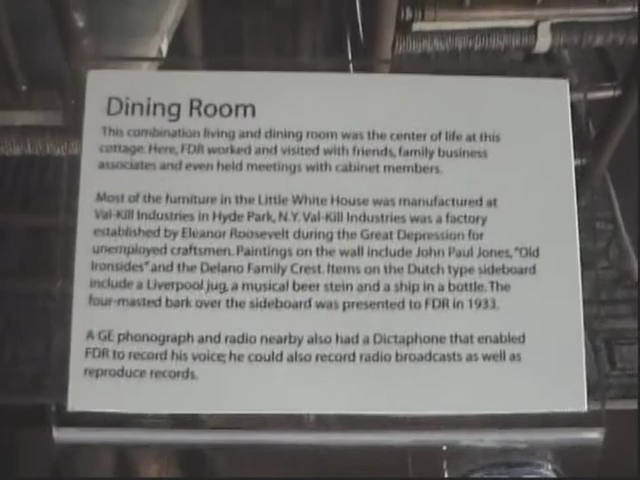 Dining Room
This combination living and dining room was the center of life at this
cottage. Here, FDR worked and visited with friends, family business
associates and even held meetings with cabinet members.
Most of the furniture in the Little White House was manufactured at
Val-Kill Industries in Hyde Park, N.Y. Val-Kill Industries was a factory
established by Eleanor Roosevelt during the Great Depression for
unemployed craftsmen. Paintings on the wall include John Paul Jones, "Old
Ironsides" and the Delano Family Crest. Items on the Dutch type sideboard
include a Liverpool jug, a musical beer stein and a ship in a bottle. The
four-masted bark over the sideboard was presented to FDR in 1933.
A GE phonograph and radio nearby also had a Dictaphone that enabled
FDR to record his voice; he could also record radio broadcasts as well as
reproduce records.